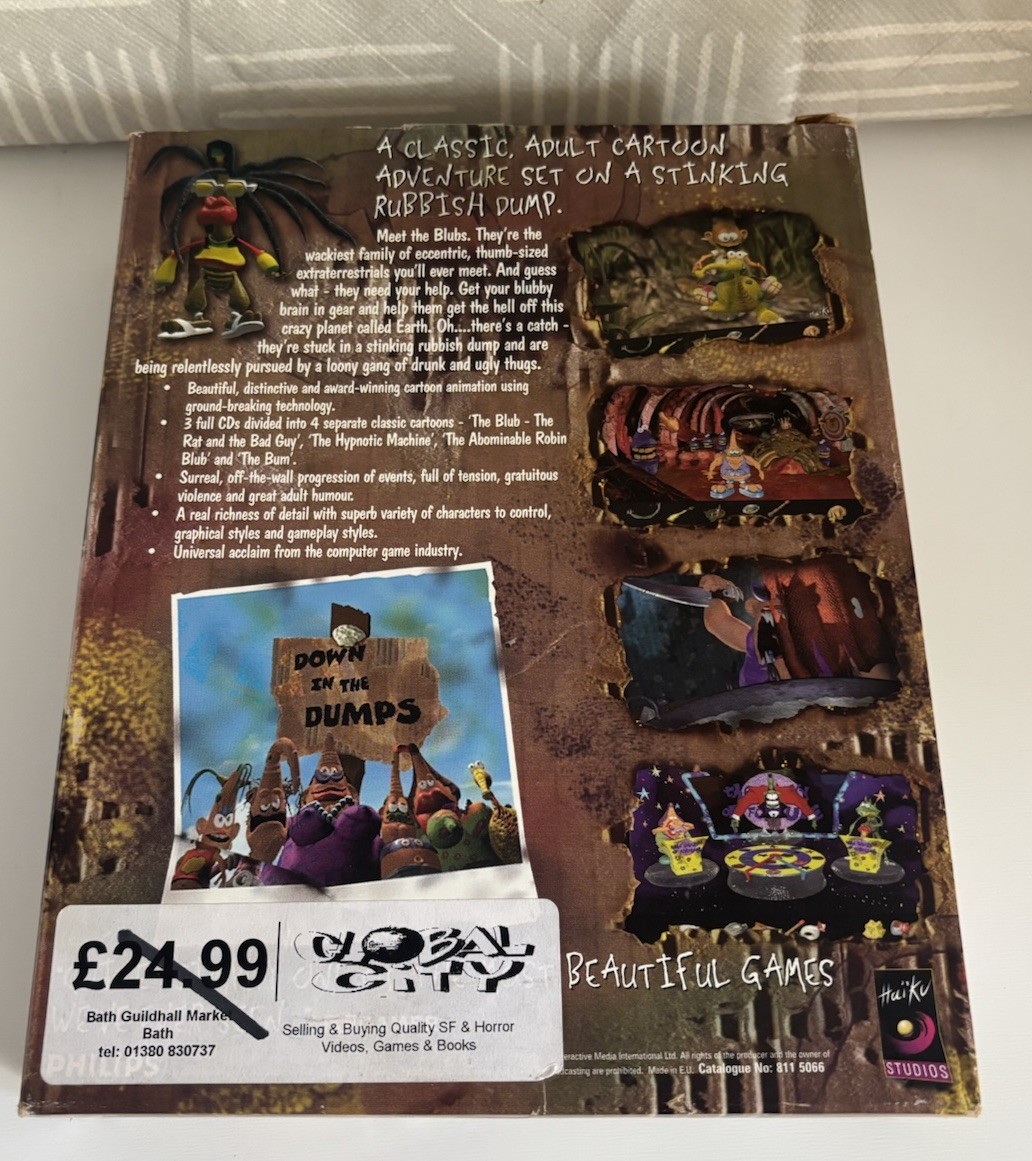 A CLASSIC, ADULT CARTOON
ADVENTURE SET ON A STINKING
RUBBISH DUMP.
Meet the Blubs. They're the
wackiest family of eccentric, thumb-sized
extraterrestrials you'll ever meet. And guess
what - they need your help. Get your blubby
brain in gear and help them get the hell off this
crazy planet called Earth. Oh....there's a catch -
they're stuck in a stinking rubbish dump and are
being relentlessly pursued by a loony gang of drunk and ugly thugs.
• Beautiful, distinctive and award-winning cartoon animation using
ground-breaking technology.
• 3 full CDs divided into 4 separate classic cartoons - 'The Blub - The
Rat and the Bad Guy', 'The Hypnotic Machine', 'The Abominable Robin
Blub' and 'The Bum'.
• Surreal, off-the-wall progression of events, full of tension, gratuitous
violence and great adult humour.
• A real richness of detail with superb variety of characters to control,
graphical styles and gameplay styles.
• Universal acclaim from the computer game industry.
DOWN
IN THE
DUMPS
£24.99
GLOBAL
CITY
Bath Guildhall Market
Bath
tel: 01380 830737
Selling & Buying Quality SF & Horror
Videos, Games & Books
BEAUTIFUL GAMES
PHILIPS
Media International Ltd. All rights of the producer and the owner of
are prohibited. Made in E.U. Catalogue No: 811 5066
Haïku
STUDIOS